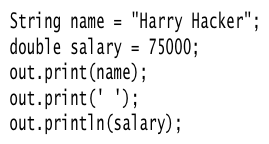 String name = "Harry Hacker";
double salary = 75000;
out.print(name);
out.print(' ');
out.println(salary);